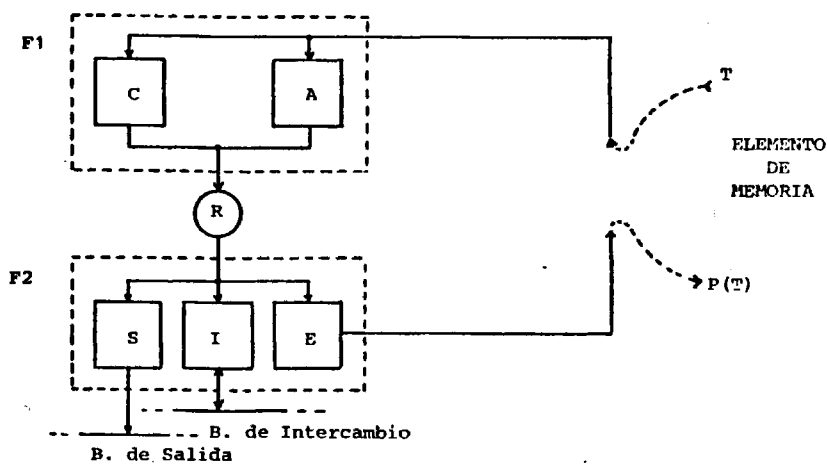 F1
C
A
T
ELEMENTO
DE
MEMORIA
R
F2
P(T)
S
I
E
B. de Intercambio
B. de Salida